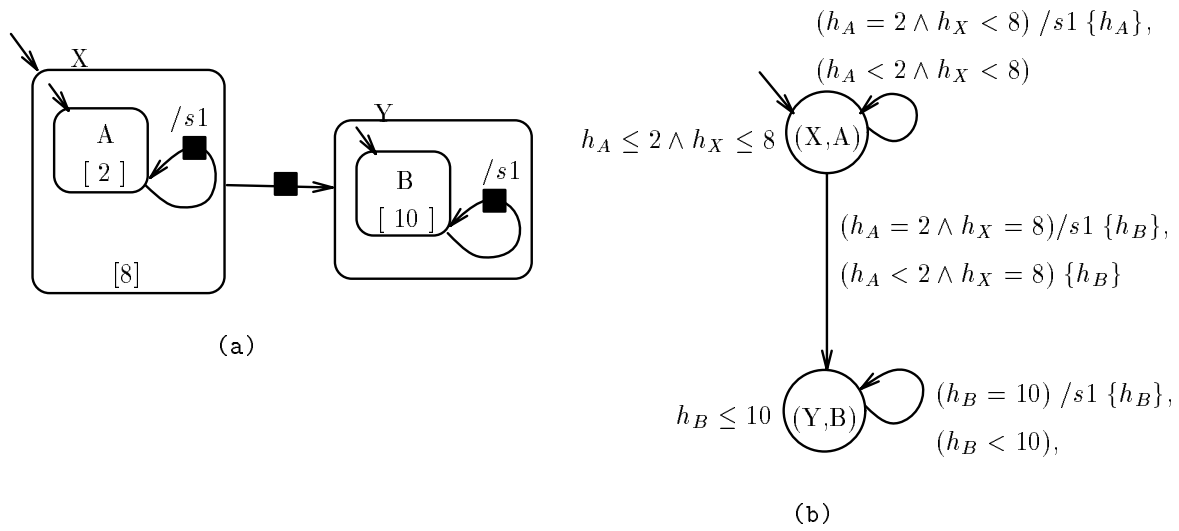 X
A
[ 2 ]
/s1
[8]
Y
B
[ 10 ]
/s1
(a)
(h_A = 2 ∧ h_X < 8) /s1 {h_A},
(h_A < 2 ∧ h_X < 8)
h_A ≤ 2 ∧ h_X ≤ 8
(X,A)
(h_A = 2 ∧ h_X = 8)/s1 {h_B},
(h_A < 2 ∧ h_X = 8) {h_B}
h_B ≤ 10
(Y,B)
(h_B = 10) /s1 {h_B},
(h_B < 10),
(b)